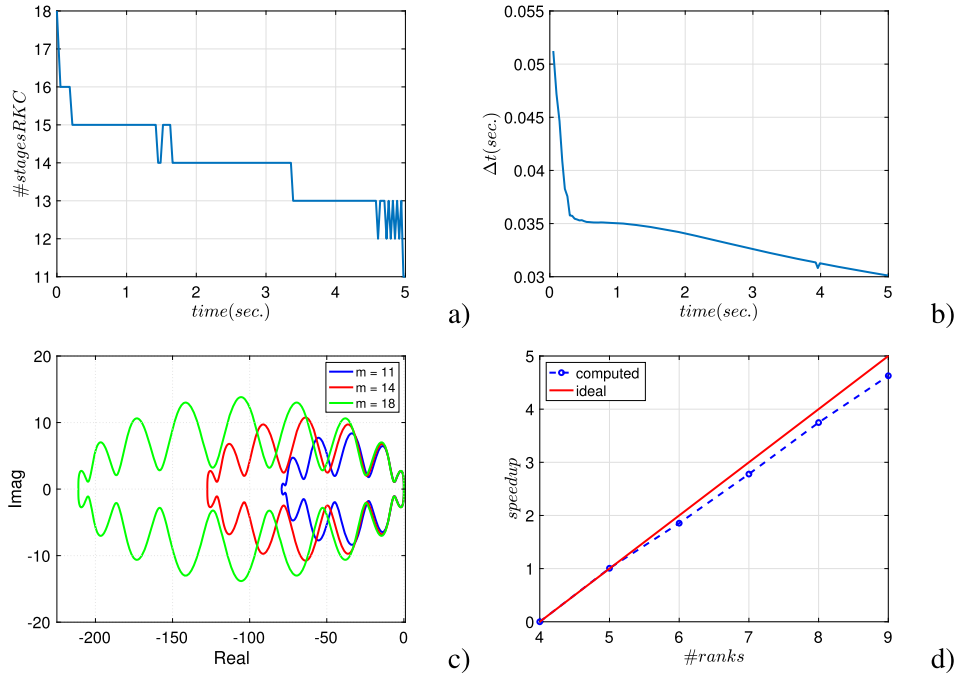 18
17
16
15
14
13
12
11
#stagesRKC
0 1 2 3 4 5
time(sec.)
a)
0.055
0.05
0.045
0.04
0.035
0.03
Δt(sec.)
0 1 2 3 4 5
time(sec.)
b)
20
10
0
-10
-20
Imag
m = 11
m = 14
m = 18
-200 -150 -100 -50 0
Real
c)
5
4
3
2
1
0
speedup
computed
ideal
4 5 6 7 8 9
#ranks
d)